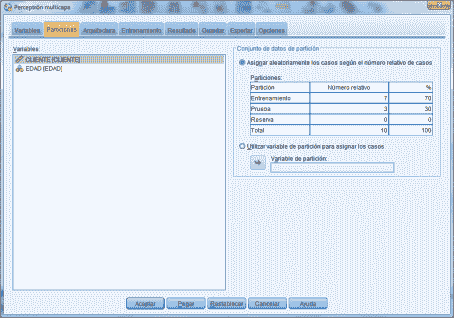 Perceptrón multicapa
Variables Particiones Arquitectura Entrenamiento Resultado Guardar Exportar Opciones
Variables:
CLIENTE [CLIENTE]
EDAD [EDAD]
Conjunto de datos de partición
Asignar aleatoriamente los casos según el número relativo de casos
Particiones:
Partición Número relativo %
Entrenamiento 7 70
Prueba 3 30
Reserva 0 0
Total 10 100
Utilizar variable de partición para asignar los casos
Variable de partición:
Aceptar Pegar Restablecer Cancelar Ayuda